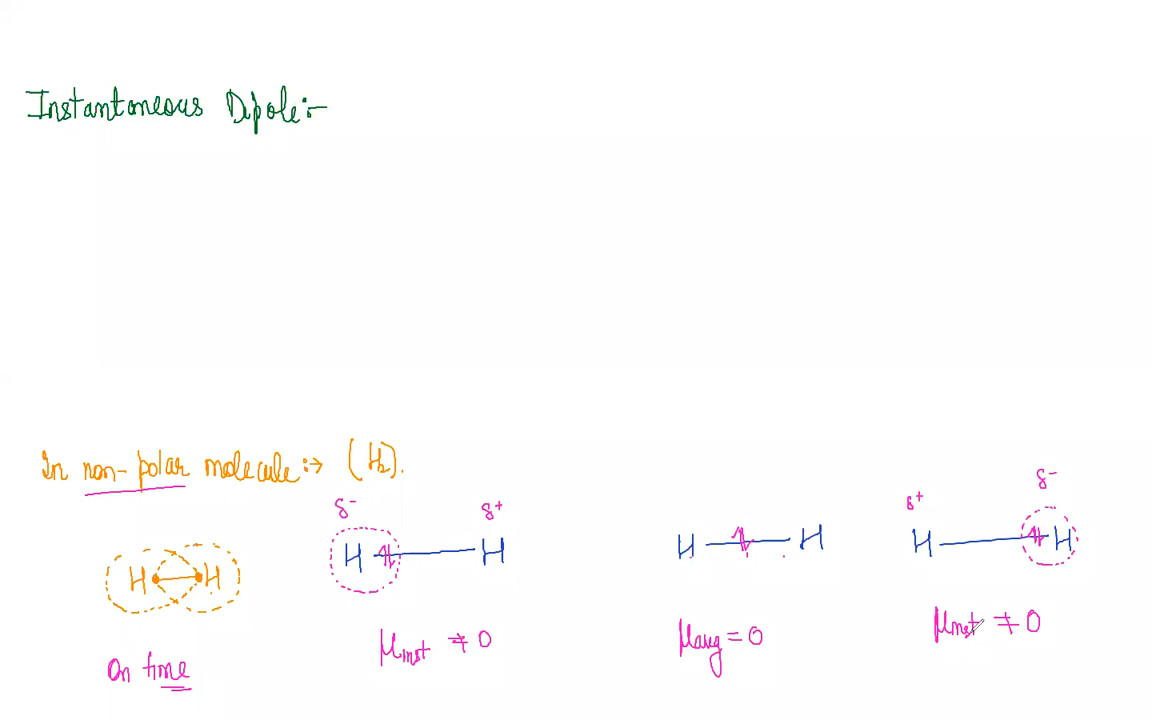 Instantaneous Dipole:-
In non-polar molecule:→ (H₂).
δ- δ+ δ+ δ-
H H H H H H H H
μinst ≠ 0 μavg = 0 μinst ≠ 0
On time